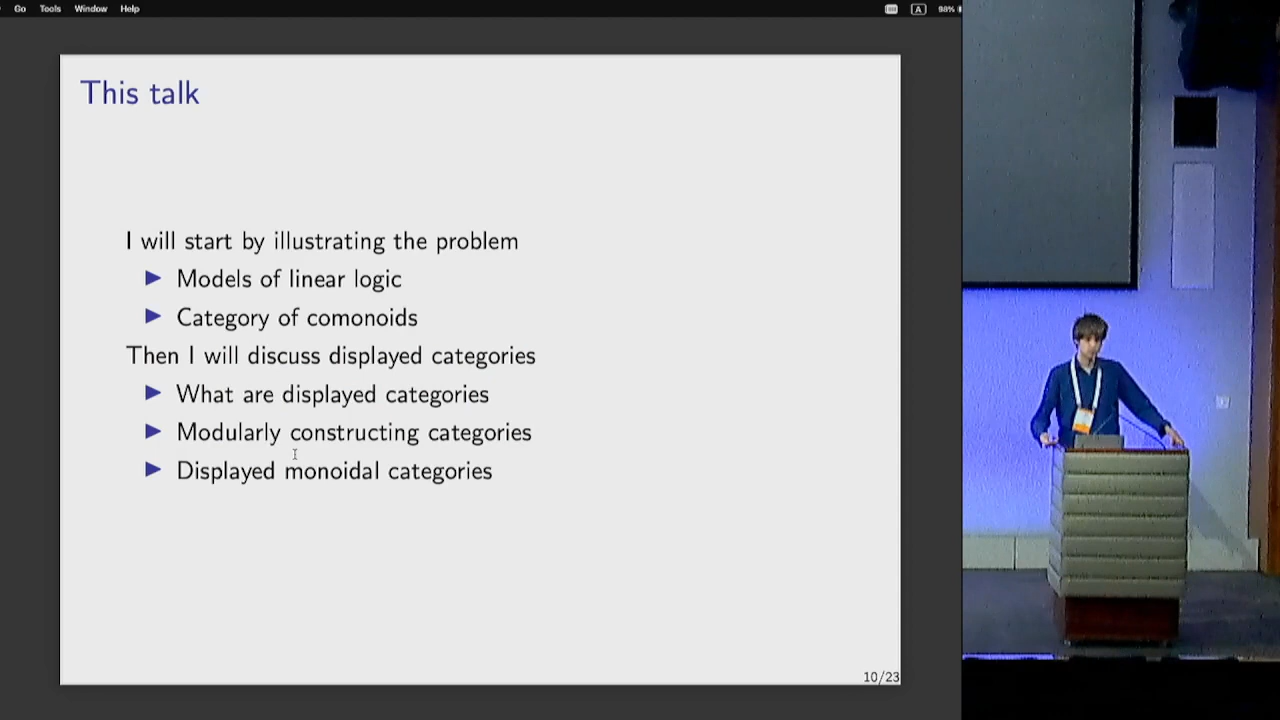 Go Tools Window Help A 98%
This talk
I will start by illustrating the problem
▶ Models of linear logic
▶ Category of comonoids
Then I will discuss displayed categories
▶ What are displayed categories
▶ Modularly constructing categories
▶ Displayed monoidal categories
10/23